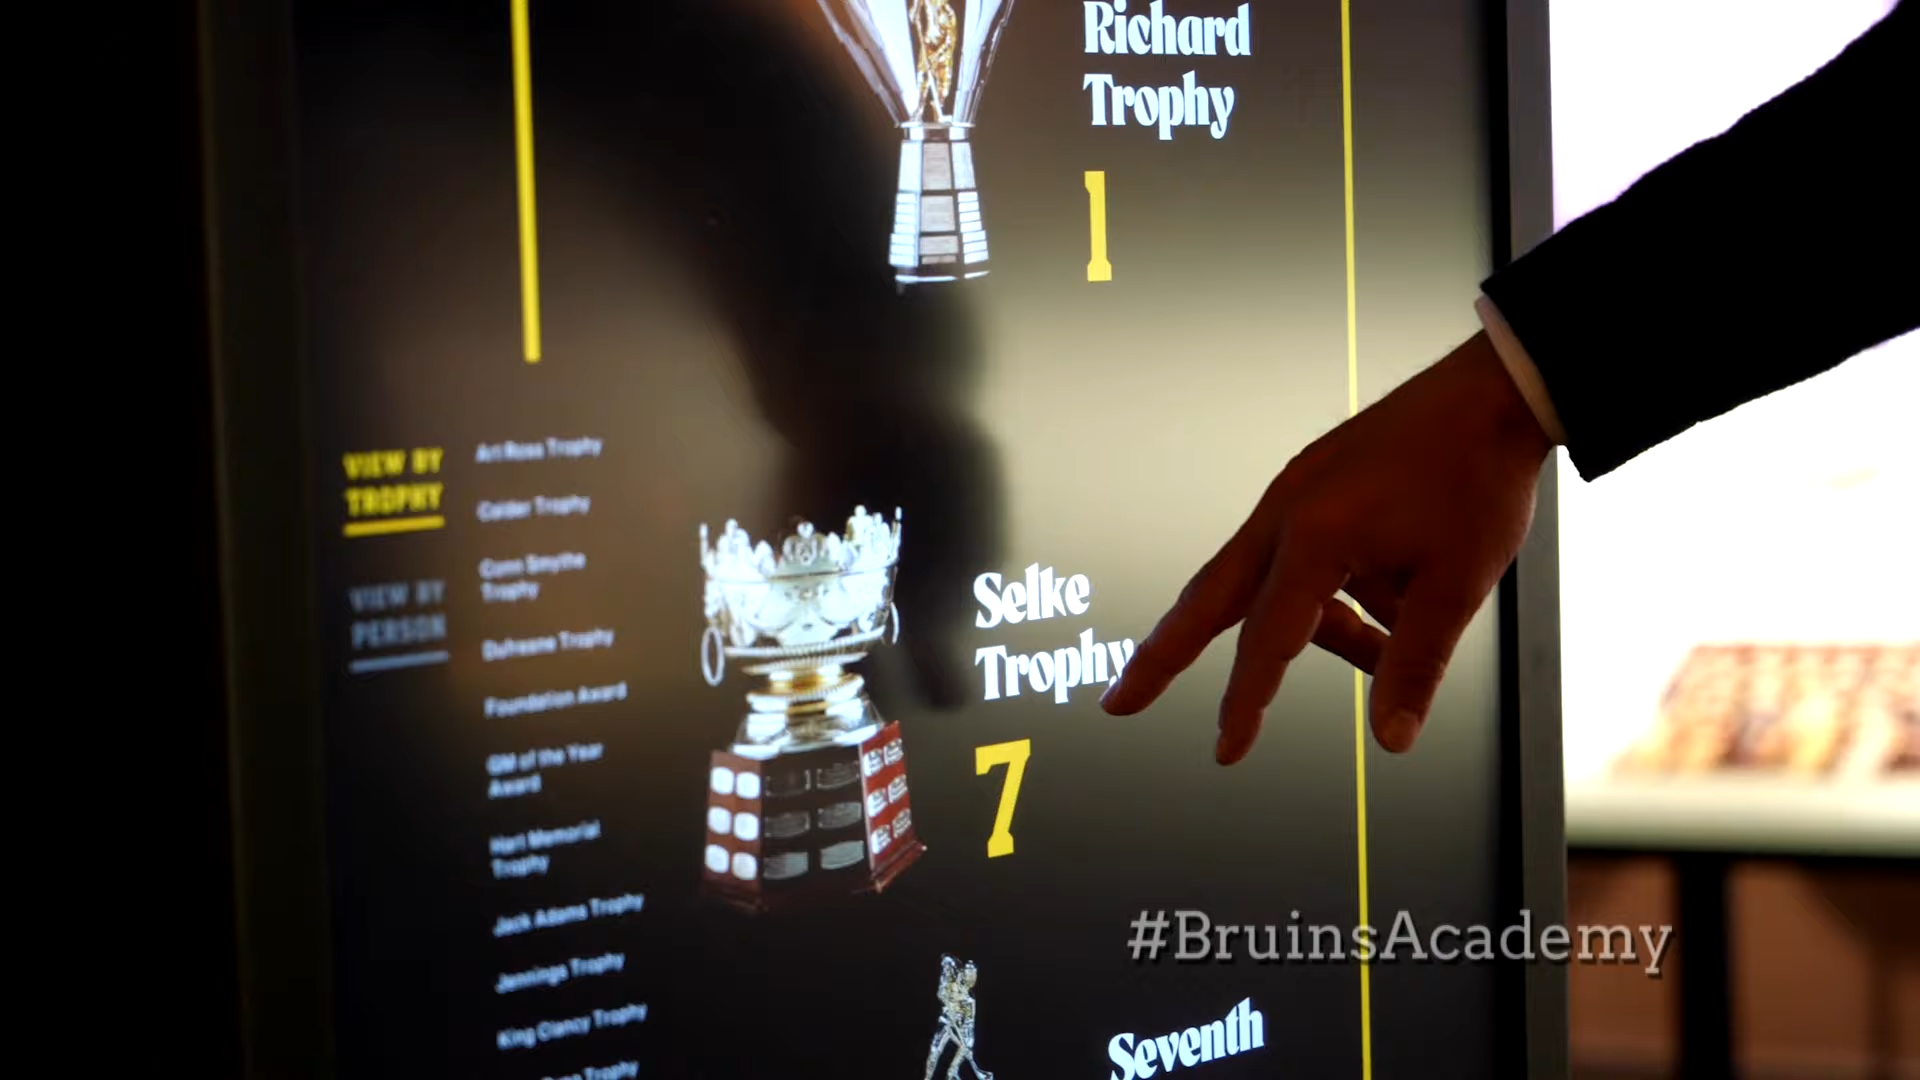 Richard
Trophy
1
VIEW BY
TROPHY
VIEW BY
PERSON
Art Ross Trophy
Calder Trophy
Conn Smythe
Trophy
Dufresne Trophy
Foundation Award
GM of the Year
Award
Hart Memorial
Trophy
Jack Adams Trophy
Jennings Trophy
King Clancy Trophy
Trophy
Selke
Trophy
7
#BruinsAcademy
Seventh